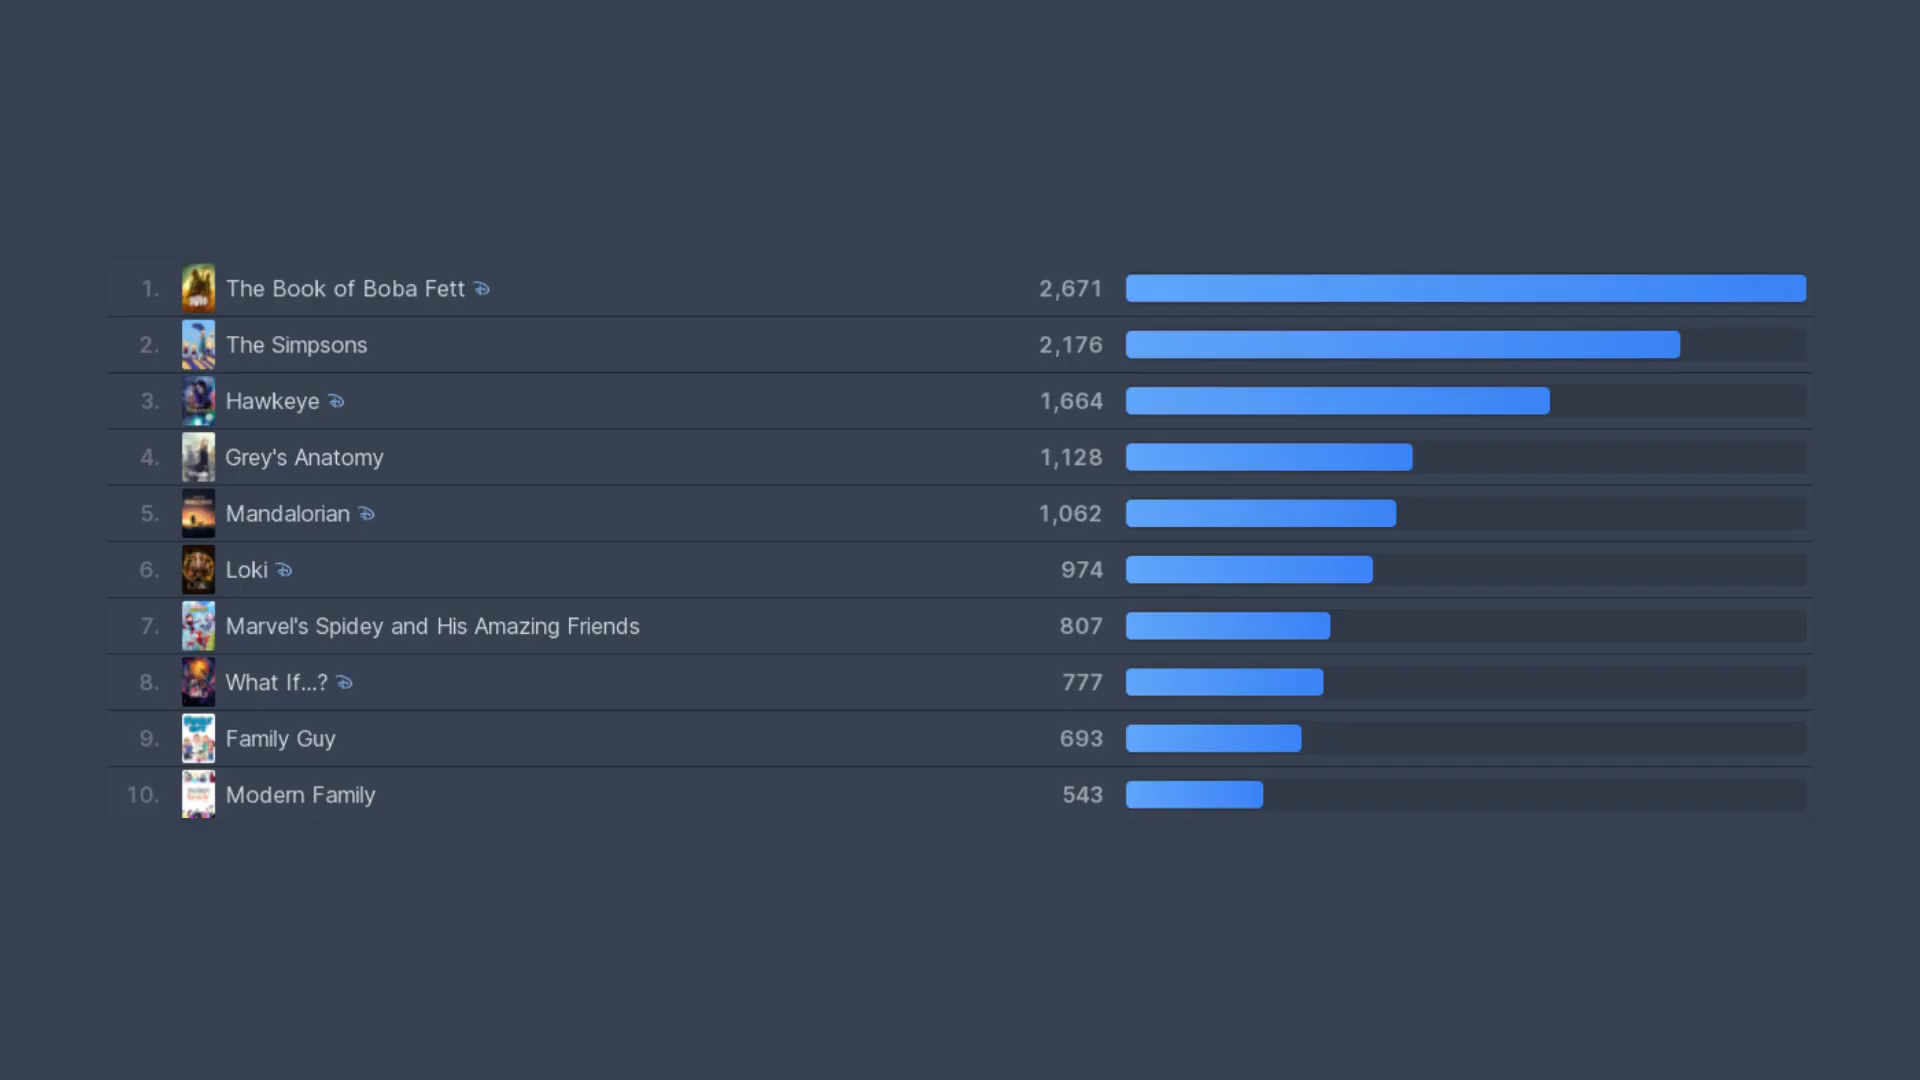 1. The Book of Boba Fett 2,671
2. The Simpsons 2,176
3. Hawkeye 1,664
4. Grey's Anatomy 1,128
5. Mandalorian 1,062
6. Loki 974
7. Marvel's Spidey and His Amazing Friends 807
8. What If...? 777
9. Family Guy 693
10. Modern Family 543